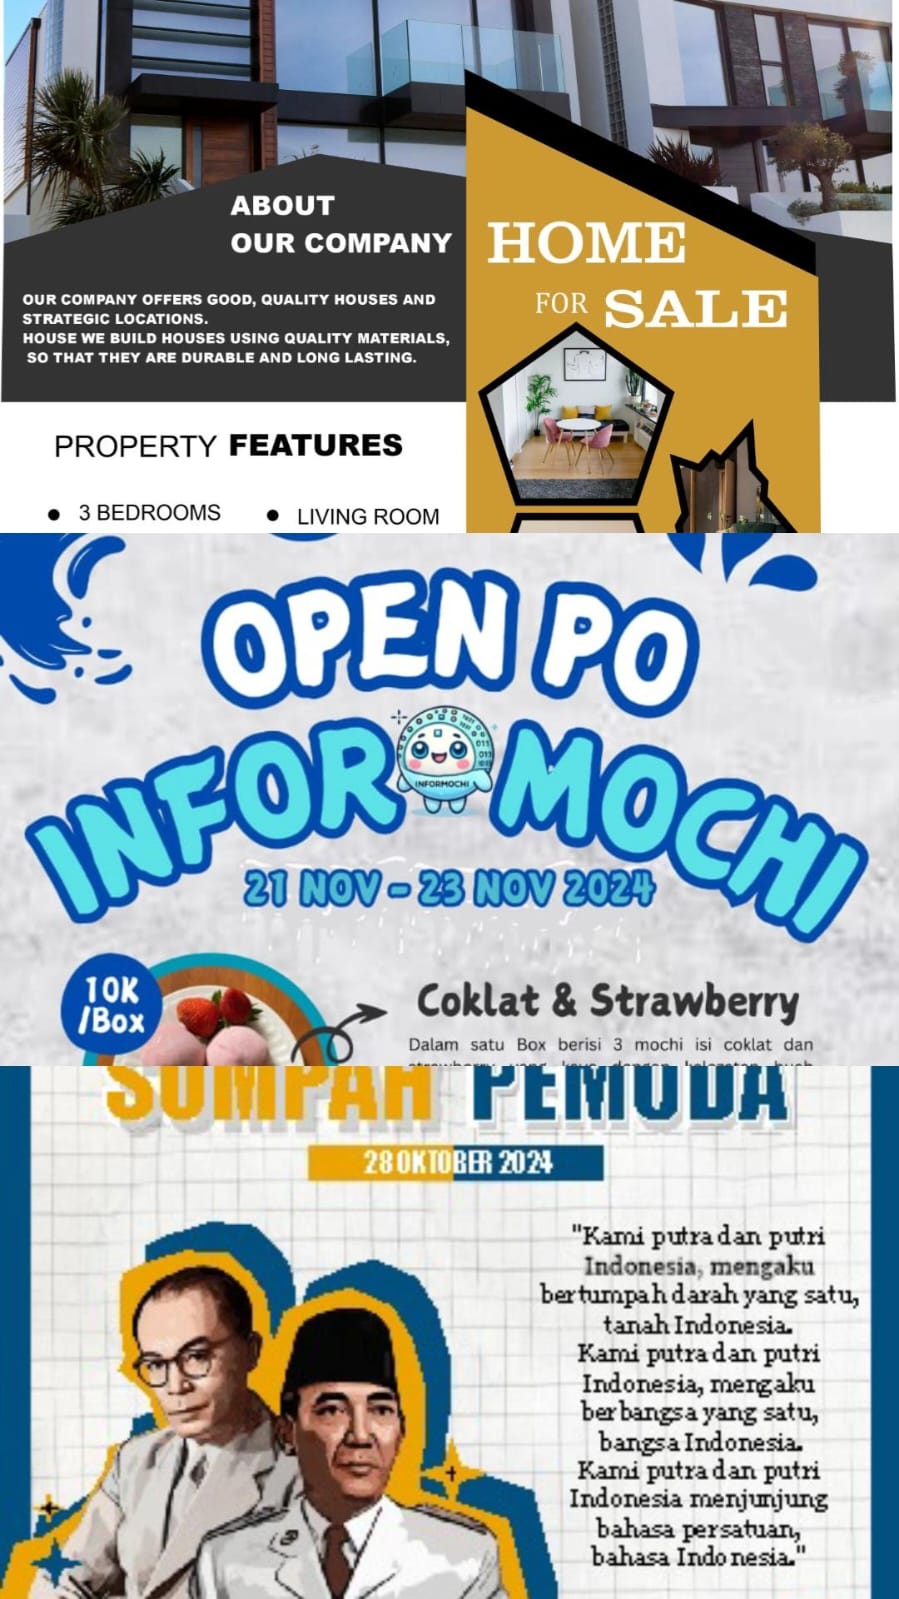 ABOUT
OUR COMPANY
OUR COMPANY OFFERS GOOD, QUALITY HOUSES AND
STRATEGIC LOCATIONS.
HOUSE WE BUILD HOUSES USING QUALITY MATERIALS,
SO THAT THEY ARE DURABLE AND LONG LASTING.
HOME
FOR SALE
PROPERTY FEATURES
• 3 BEDROOMS
• LIVING ROOM
OPEN PO
INFOR MOCHI
INFORMOCHI
21 NOV - 23 NOV 2024
10K
/Box
Coklat & Strawberry
Dalam satu Box berisi 3 mochi isi coklat dan
SUMPAH PEMUDA
28 OKTOBER 2024
"Kami putra dan putri
Indonesia, mengaku
bertumpah darah yang satu,
tanah Indonesia.
Kami putra dan putri
Indonesia, mengaku
berbangsa yang satu,
bangsa Indonesia.
Kami putra dan putri
Indonesia menjunjung
bahasa persatuan,
bahasa Indonesia."